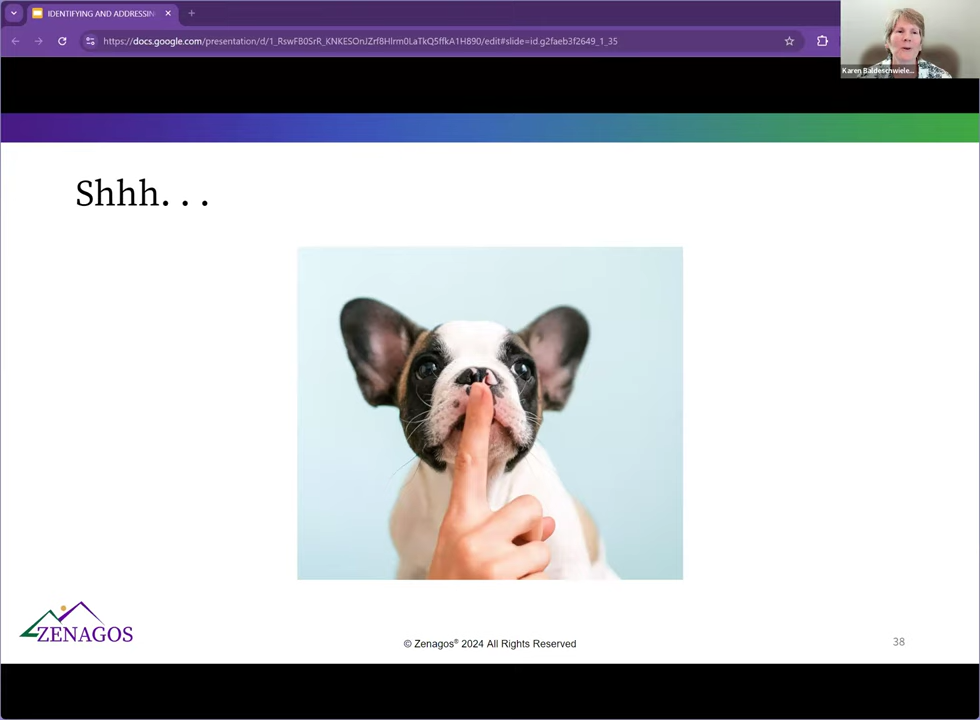 IDENTIFYING AND ADDRESSIN
https://docs.google.com/presentation/d/1_RswFB0SrR_KNKESOnJZrf8Hlrm0LaTkQ5ffkA1H890/edit#slide=id.g2faeb3f2649_1_35
Karen Baldeschwiele...
Shhh. . .
ZENAGOS
© Zenagos® 2024 All Rights Reserved
38